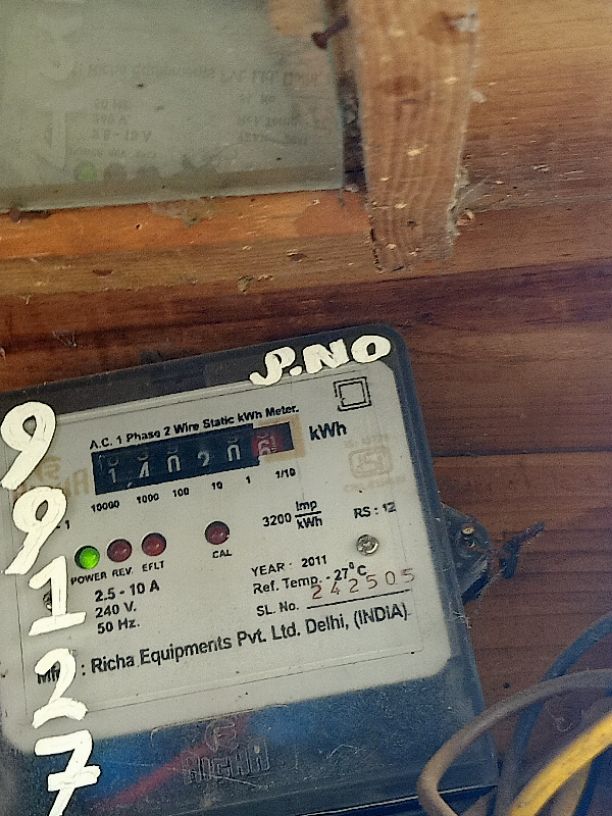 S.NO
A.C. 1 Phase 2 Wire Static kWh Meter.
kWh
10000 1000 100 10 1 1/10
3200 Imp/kWh
RS : 12
POWER REV. EFLT CAL
2.5 - 10 A
240 V.
50 Hz.
YEAR : 2011
Ref. Temp. - 27°C
SL. No. 242505
: Richa Equipments Pvt. Ltd. Delhi, (INDIA)
RICHA
9
9
1
2
7